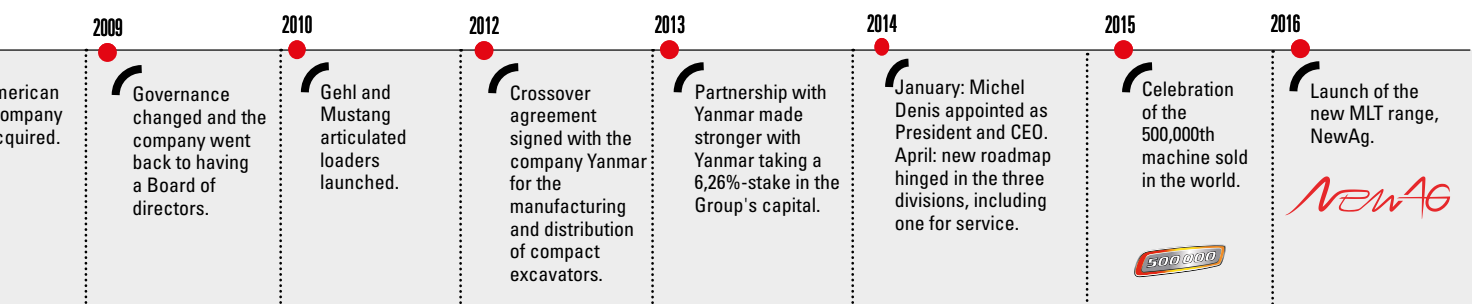 merican
ompany
cquired.
2009
Governance
changed and the
company went
back to having
a Board of
directors.
2010
Gehl and
Mustang
articulated
loaders
launched.
2012
Crossover
agreement
signed with the
company Yanmar
for the
manufacturing
and distribution
of compact
excavators.
2013
Partnership with
Yanmar made
stronger with
Yanmar taking a
6,26%-stake in the
Group's capital.
2014
January: Michel
Denis appointed as
President and CEO.
April: new roadmap
hinged in the three
divisions, including
one for service.
2015
Celebration
of the
500,000th
machine sold
in the world.
500 000
2016
Launch of the
new MLT range,
NewAg.
NEWAG